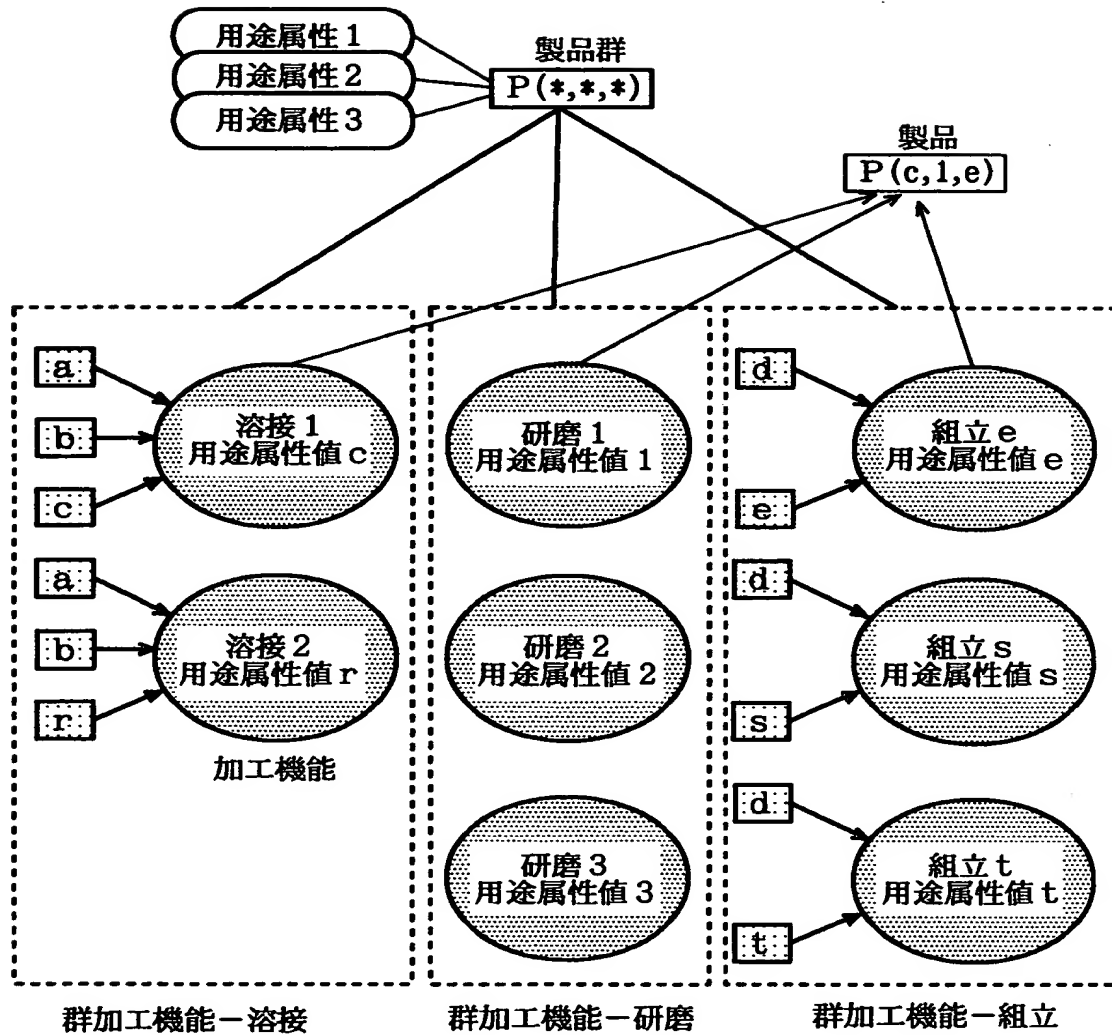 用途属性1
用途属性2
用途属性3
製品群
P(*,*,*)
製品
P(c,1,e)
a
b
c
溶接1
用途属性値c
a
b
r
溶接2
用途属性値r
加工機能
群加工機能-溶接
研磨1
用途属性値1
研磨2
用途属性値2
研磨3
用途属性値3
群加工機能-研磨
d
e
組立e
用途属性値e
d
s
組立s
用途属性値s
d
t
組立t
用途属性値t
群加工機能-組立